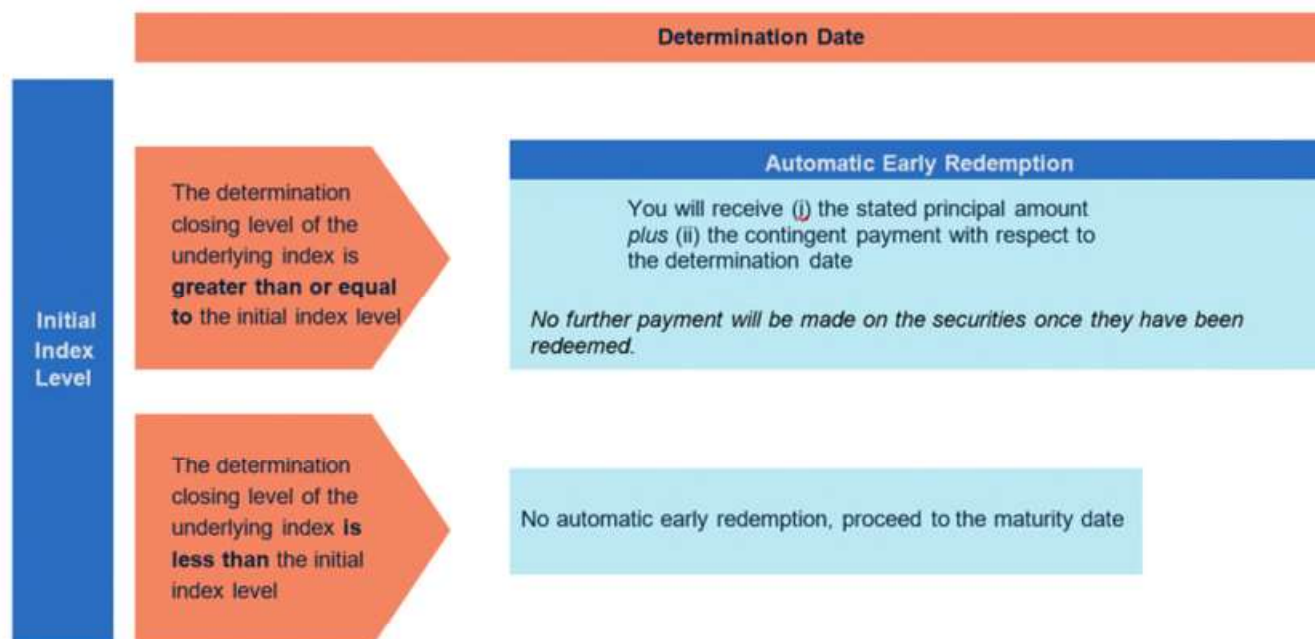 Determination Date
Initial
Index
Level
The determination
closing level of the
underlying index is
greater than or equal
to the initial index level
Automatic Early Redemption
You will receive (i) the stated principal amount
plus (ii) the contingent payment with respect to
the determination date
No further payment will be made on the securities once they have been
redeemed.
The determination
closing level of the
underlying index is
less than the initial
index level
No automatic early redemption, proceed to the maturity date